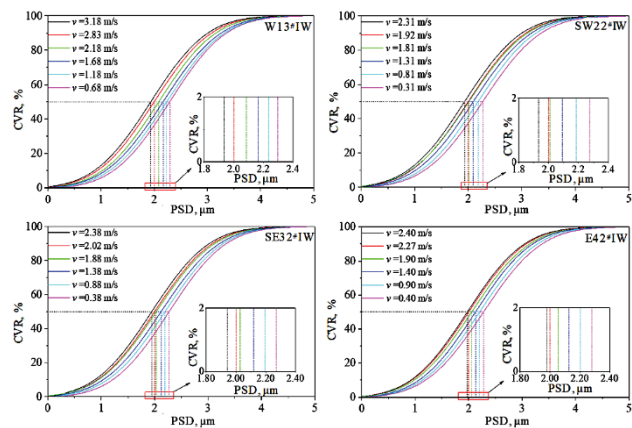 100
80
60
40
20
0
CVR, %
v=3.18 m/s
v=2.83 m/s
v=2.18 m/s
v=1.68 m/s
v=1.18 m/s
v=0.68 m/s
W13#IW
2
1
0
CVR, %
1.8 2.0 2.2 2.4
PSD, μm
0 1 2 3 4 5
PSD, μm
100
80
60
40
20
0
CVR, %
v=2.31 m/s
v=1.92 m/s
v=1.81 m/s
v=1.31 m/s
v=0.81 m/s
v=0.31 m/s
SW22#IW
2
1
0
CVR, %
1.8 2.0 2.2 2.4
PSD, μm
0 1 2 3 4 5
PSD, μm
100
80
60
40
20
0
CVR, %
v=2.38 m/s
v=2.02 m/s
v=1.88 m/s
v=1.38 m/s
v=0.88 m/s
v=0.38 m/s
SE32#IW
2
0
CVR, %
1.80 2.00 2.20 2.40
PSD, μm
0 1 2 3 4 5
PSD, μm
100
80
60
40
20
0
CVR, %
v=2.40 m/s
v=2.27 m/s
v=1.90 m/s
v=1.40 m/s
v=0.90 m/s
v=0.40 m/s
E42#IW
2
0
CVR, %
1.80 2.00 2.20 2.40
PSD, μm
0 1 2 3 4 5
PSD, μm